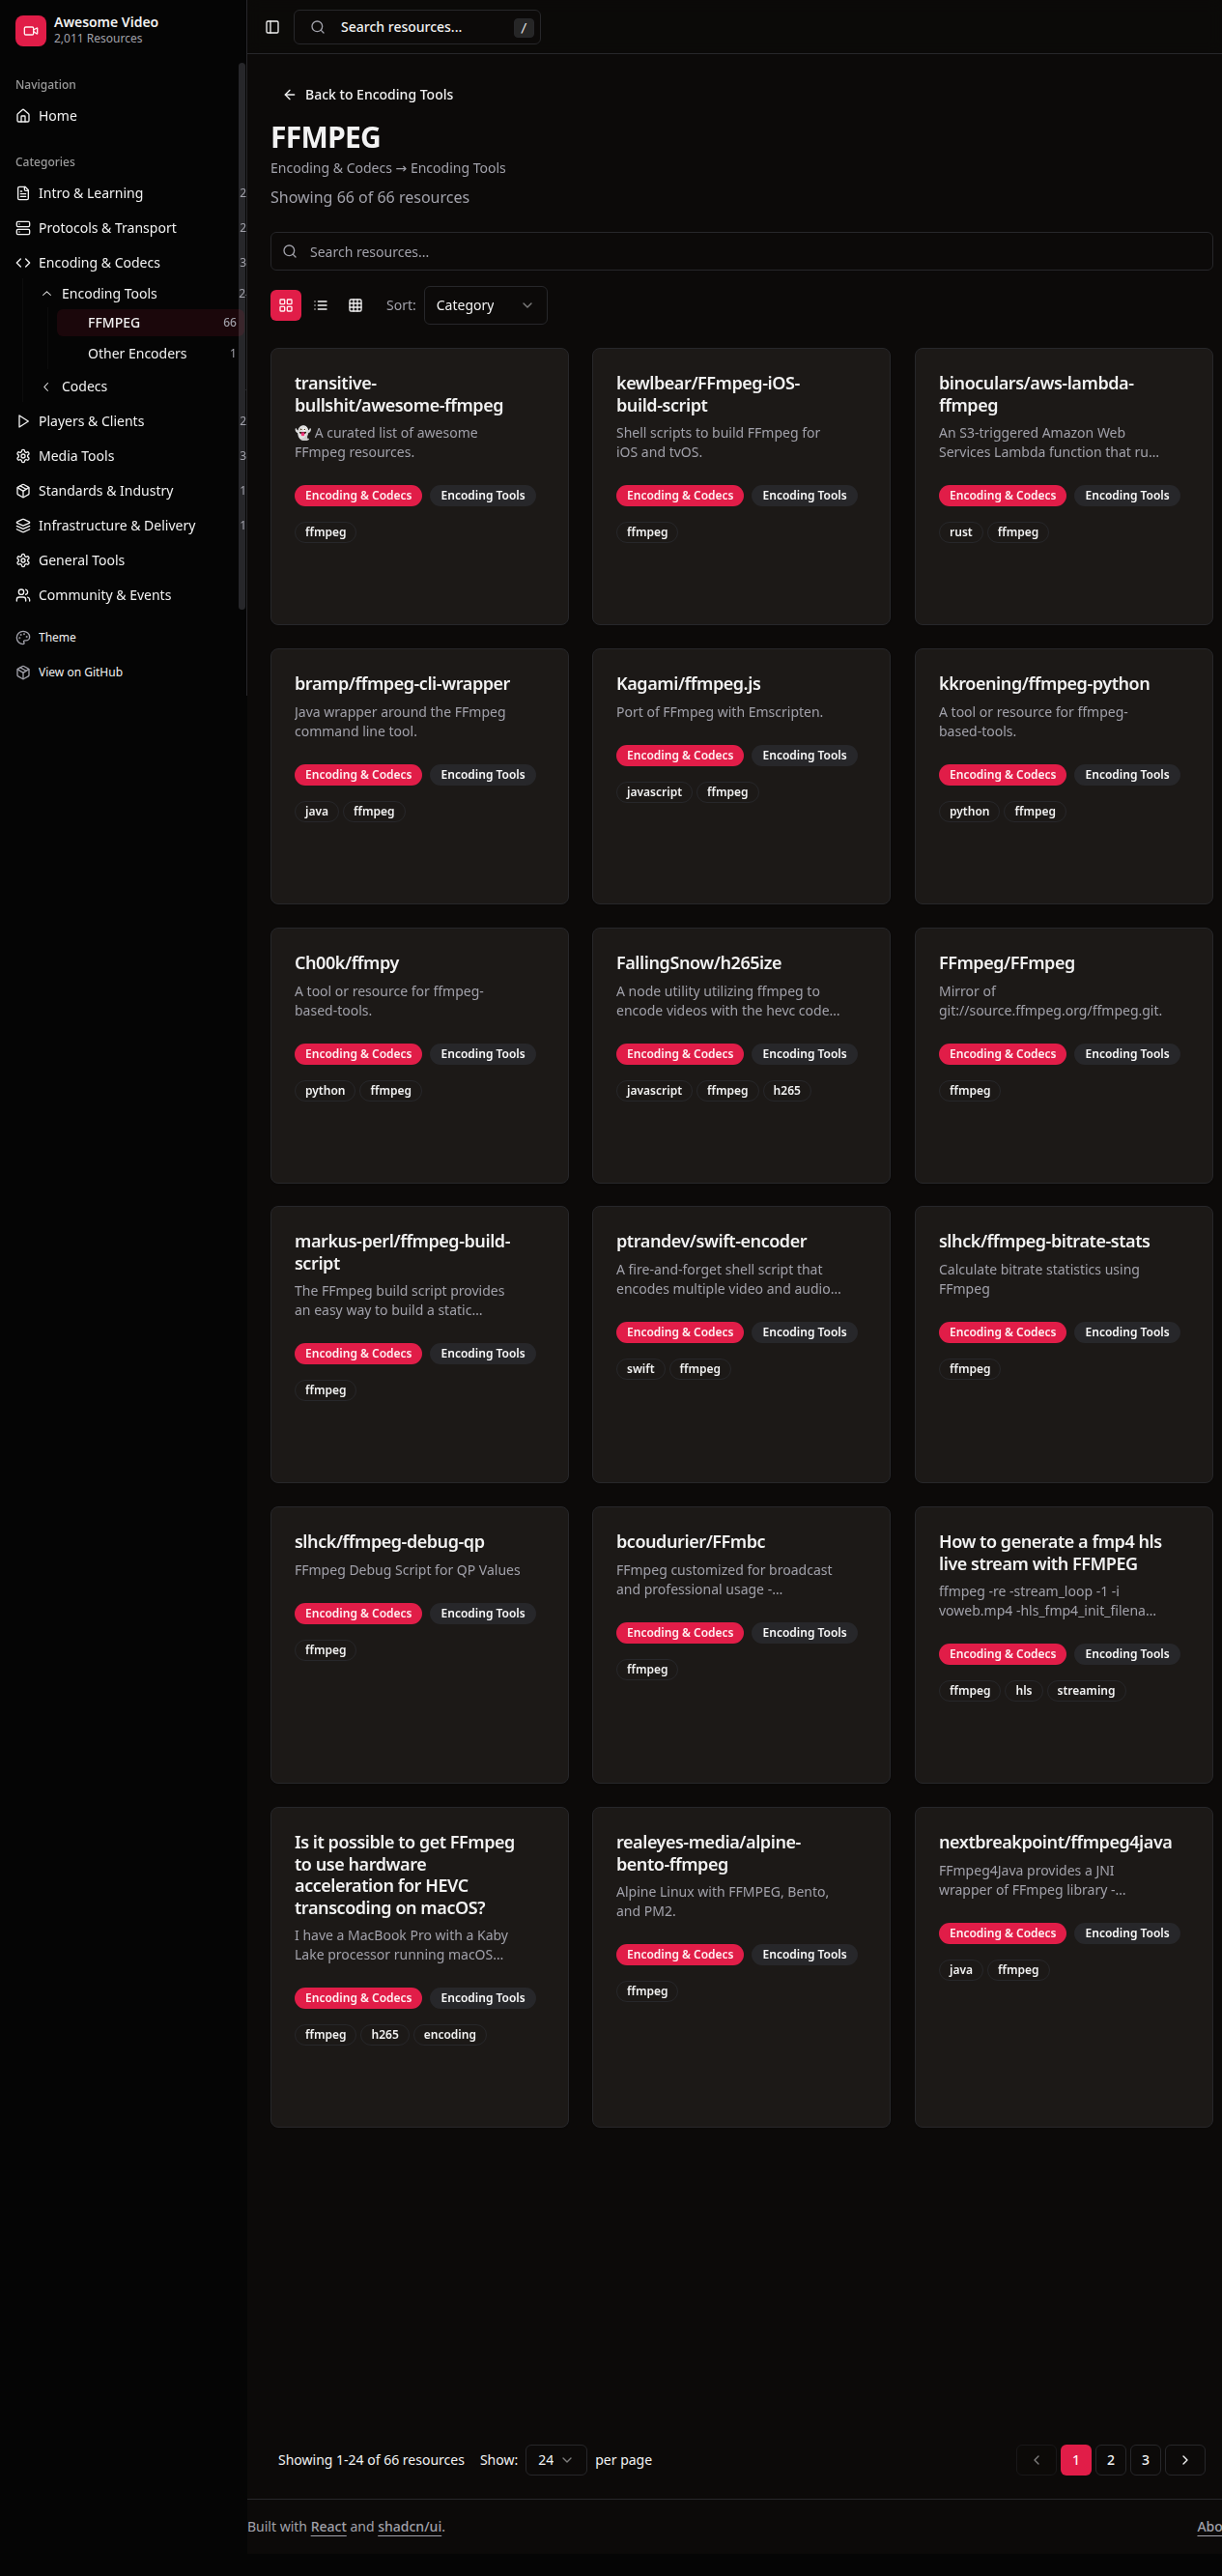 Awesome Video
2,011 Resources
Navigation
Home
Categories
Intro & Learning
2
Protocols & Transport
2
Encoding & Codecs
3
Encoding Tools
2
FFMPEG
66
Other Encoders
1
Codecs
Players & Clients
2
Media Tools
3
Standards & Industry
1
Infrastructure & Delivery
1
General Tools
Community & Events
Theme
View on GitHub
Search resources...
/
Back to Encoding Tools
FFMPEG
Encoding & Codecs → Encoding Tools
Showing 66 of 66 resources
Search resources...
Sort:
Category
transitive-
bullshit/awesome-ffmpeg
👻 A curated list of awesome
FFmpeg resources.
Encoding & Codecs
Encoding Tools
ffmpeg
kewlbear/FFmpeg-iOS-
build-script
Shell scripts to build FFmpeg for
iOS and tvOS.
Encoding & Codecs
Encoding Tools
ffmpeg
binoculars/aws-lambda-
ffmpeg
An S3-triggered Amazon Web
Services Lambda function that ru...
Encoding & Codecs
Encoding Tools
rust
ffmpeg
bramp/ffmpeg-cli-wrapper
Java wrapper around the FFmpeg
command line tool.
Encoding & Codecs
Encoding Tools
java
ffmpeg
Kagami/ffmpeg.js
Port of FFmpeg with Emscripten.
Encoding & Codecs
Encoding Tools
javascript
ffmpeg
kkroening/ffmpeg-python
A tool or resource for ffmpeg-
based-tools.
Encoding & Codecs
Encoding Tools
python
ffmpeg
Ch00k/ffmpy
A tool or resource for ffmpeg-
based-tools.
Encoding & Codecs
Encoding Tools
python
ffmpeg
FallingSnow/h265ize
A node utility utilizing ffmpeg to
encode videos with the hevc code...
Encoding & Codecs
Encoding Tools
javascript
ffmpeg
h265
FFmpeg/FFmpeg
Mirror of
git://source.ffmpeg.org/ffmpeg.git.
Encoding & Codecs
Encoding Tools
ffmpeg
markus-perl/ffmpeg-build-
script
The FFmpeg build script provides
an easy way to build a static...
Encoding & Codecs
Encoding Tools
ffmpeg
ptrandev/swift-encoder
A fire-and-forget shell script that
encodes multiple video and audio...
Encoding & Codecs
Encoding Tools
swift
ffmpeg
slhck/ffmpeg-bitrate-stats
Calculate bitrate statistics using
FFmpeg
Encoding & Codecs
Encoding Tools
ffmpeg
slhck/ffmpeg-debug-qp
FFmpeg Debug Script for QP Values
Encoding & Codecs
Encoding Tools
ffmpeg
bcoudurier/FFmbc
FFmpeg customized for broadcast
and professional usage -...
Encoding & Codecs
Encoding Tools
ffmpeg
How to generate a fmp4 hls
live stream with FFMPEG
ffmpeg -re -stream_loop -1 -i
voweb.mp4 -hls_fmp4_init_filena...
Encoding & Codecs
Encoding Tools
ffmpeg
hls
streaming
Is it possible to get FFmpeg
to use hardware
acceleration for HEVC
transcoding on macOS?
I have a MacBook Pro with a Kaby
Lake processor running macOS...
Encoding & Codecs
Encoding Tools
ffmpeg
h265
encoding
realeyes-media/alpine-
bento-ffmpeg
Alpine Linux with FFMPEG, Bento,
and PM2.
Encoding & Codecs
Encoding Tools
ffmpeg
nextbreakpoint/ffmpeg4java
FFmpeg4Java provides a JNI
wrapper of FFmpeg library -...
Encoding & Codecs
Encoding Tools
java
ffmpeg
Showing 1-24 of 66 resources
Show:
24
per page
1
2
3
Built with React and shadcn/ui.
Abo